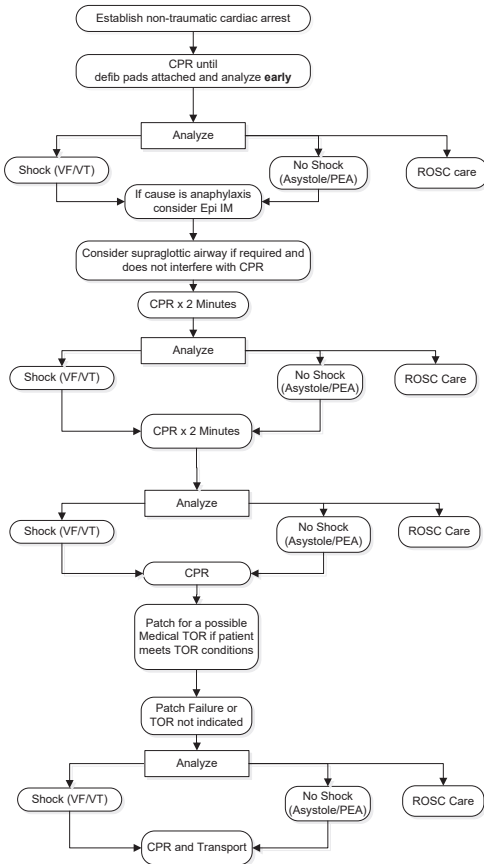 Establish non-traumatic cardiac arrest
CPR until
defib pads attached and analyze early
Analyze
Shock (VF/VT)
No Shock
(Asystole/PEA)
ROSC care
If cause is anaphylaxis
consider Epi IM
Consider supraglottic airway if required and
does not interfere with CPR
CPR x 2 Minutes
Analyze
Shock (VF/VT)
No Shock
(Asystole/PEA)
ROSC Care
CPR x 2 Minutes
Analyze
Shock (VF/VT)
No Shock
(Asystole/PEA)
ROSC Care
CPR
Patch for a possible
Medical TOR if patient
meets TOR conditions
Patch Failure or
TOR not indicated
Analyze
Shock (VF/VT)
No Shock
(Asystole/PEA)
ROSC Care
CPR and Transport